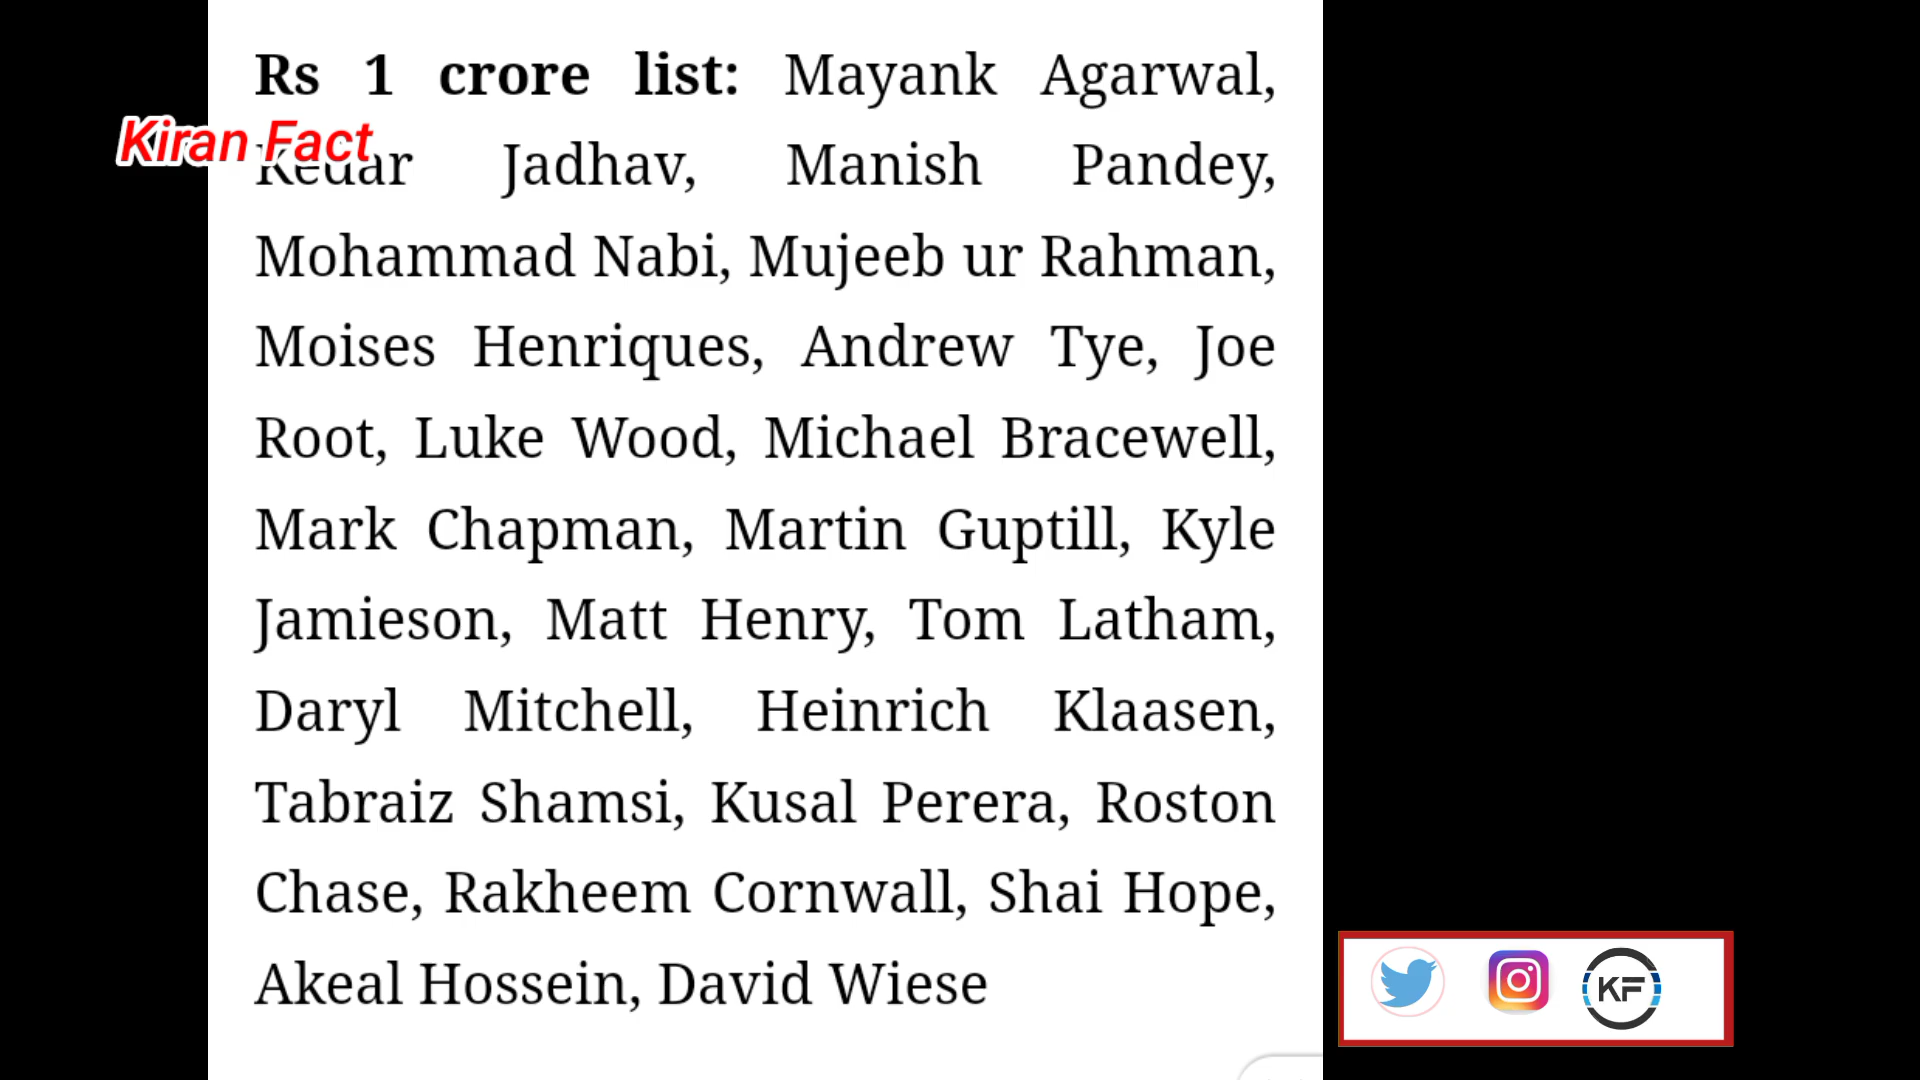 Rs 1 crore list: Mayank Agarwal,
Kiran Fact
Kedar Jadhav, Manish Pandey,
Mohammad Nabi, Mujeeb ur Rahman,
Moises Henriques, Andrew Tye, Joe
Root, Luke Wood, Michael Bracewell,
Mark Chapman, Martin Guptill, Kyle
Jamieson, Matt Henry, Tom Latham,
Daryl Mitchell, Heinrich Klaasen,
Tabraiz Shamsi, Kusal Perera, Roston
Chase, Rakheem Cornwall, Shai Hope,
Akeal Hossein, David Wiese
KF